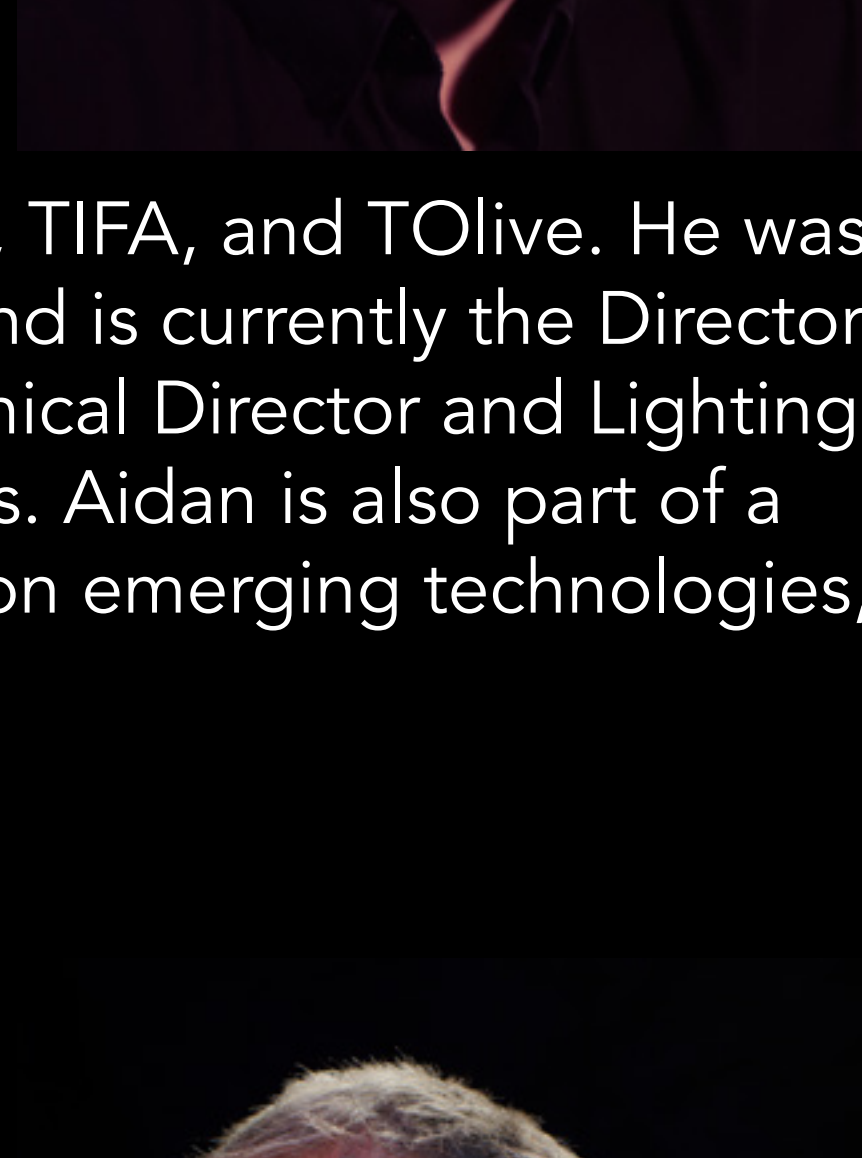 , TIFA, and TOlive. He was
nd is currently the Director
nical Director and Lighting
s. Aidan is also part of a
on emerging technologies,